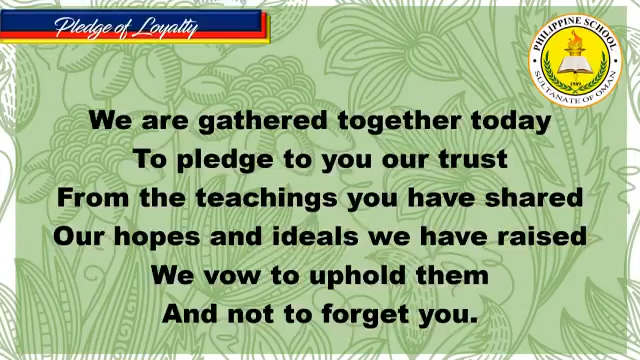 Pledge of Loyalty
PHILIPPINE SCHOOL
SULTANATE OF OMAN
1989
We are gathered together today
To pledge to you our trust
From the teachings you have shared
Our hopes and ideals we have raised
We vow to uphold them
And not to forget you.